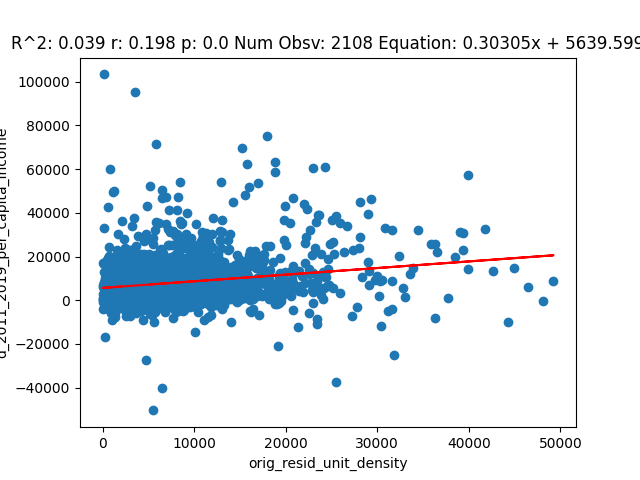 R^2: 0.039 r: 0.198 p: 0.0 Num Obsv: 2108 Equation: 0.30305x + 5639.599
100000
80000
60000
40000
20000
0
−20000
−40000
d_2011_2019_per_capita_income
0 10000 20000 30000 40000 50000
orig_resid_unit_density